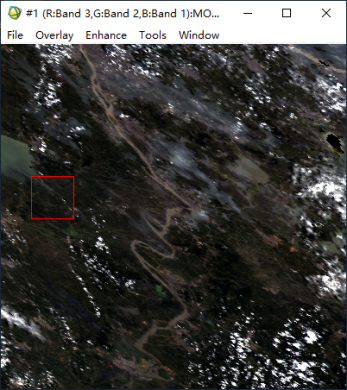 #1 (R:Band 3,G:Band 2,B:Band 1):MO...
File Overlay Enhance Tools Window